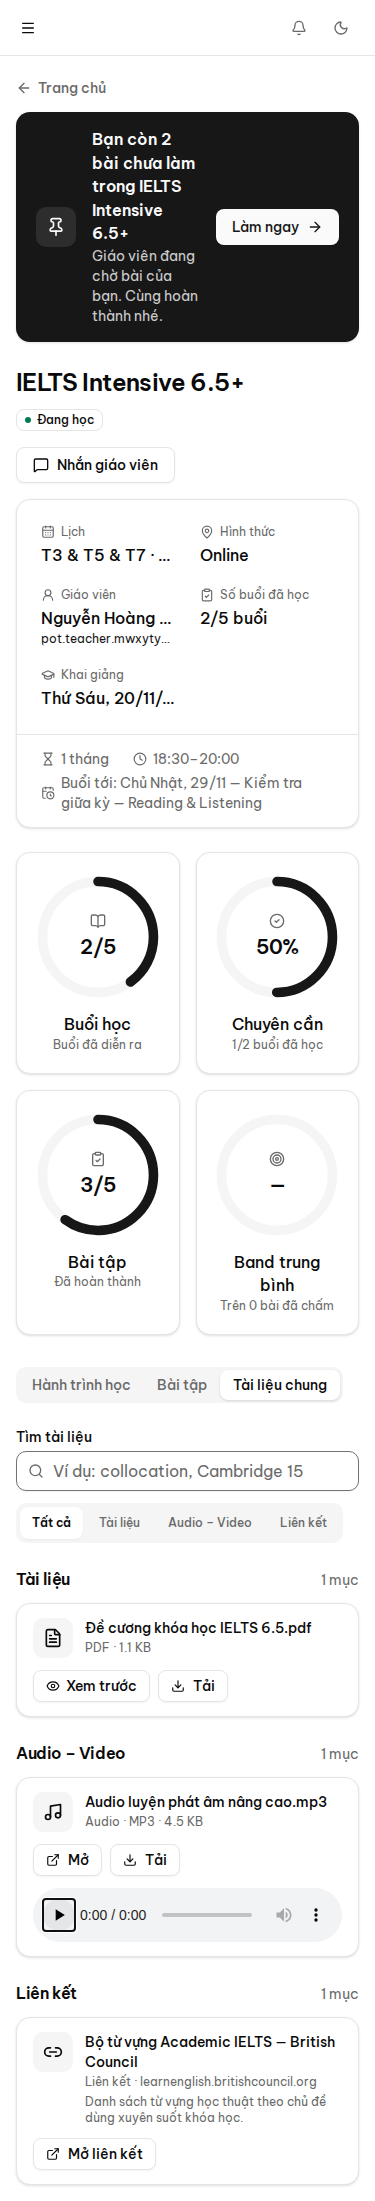 Trang chủ
Bạn còn 2
bài chưa làm
trong IELTS
Intensive
6.5+
Giáo viên đang
chờ bài của
bạn. Cùng hoàn
thành nhé.
Làm ngay
IELTS Intensive 6.5+
Đang học
Nhắn giáo viên
Lịch
T3 & T5 & T7 · ...
Hình thức
Online
Giáo viên
Nguyễn Hoàng ...
pot.teacher.mwxyty...
Số buổi đã học
2/5 buổi
Khai giảng
Thứ Sáu, 20/11/...
1 tháng
18:30–20:00
Buổi tới: Chủ Nhật, 29/11 — Kiểm tra
giữa kỳ — Reading & Listening
2/5
Buổi học
Buổi đã diễn ra
50%
Chuyên cần
1/2 buổi đã học
3/5
Bài tập
Đã hoàn thành
—
Band trung
bình
Trên 0 bài đã chấm
Hành trình học
Bài tập
Tài liệu chung
Tìm tài liệu
Ví dụ: collocation, Cambridge 15
Tất cả
Tài liệu
Audio – Video
Liên kết
Tài liệu
1 mục
Đề cương khóa học IELTS 6.5.pdf
PDF · 1.1 KB
Xem trước
Tải
Audio – Video
1 mục
Audio luyện phát âm nâng cao.mp3
Audio · MP3 · 4.5 KB
Mở
Tải
0:00 / 0:00
Liên kết
1 mục
Bộ từ vựng Academic IELTS — British
Council
Liên kết · learnenglish.britishcouncil.org
Danh sách từ vựng học thuật theo chủ đề
dùng xuyên suốt khóa học.
Mở liên kết